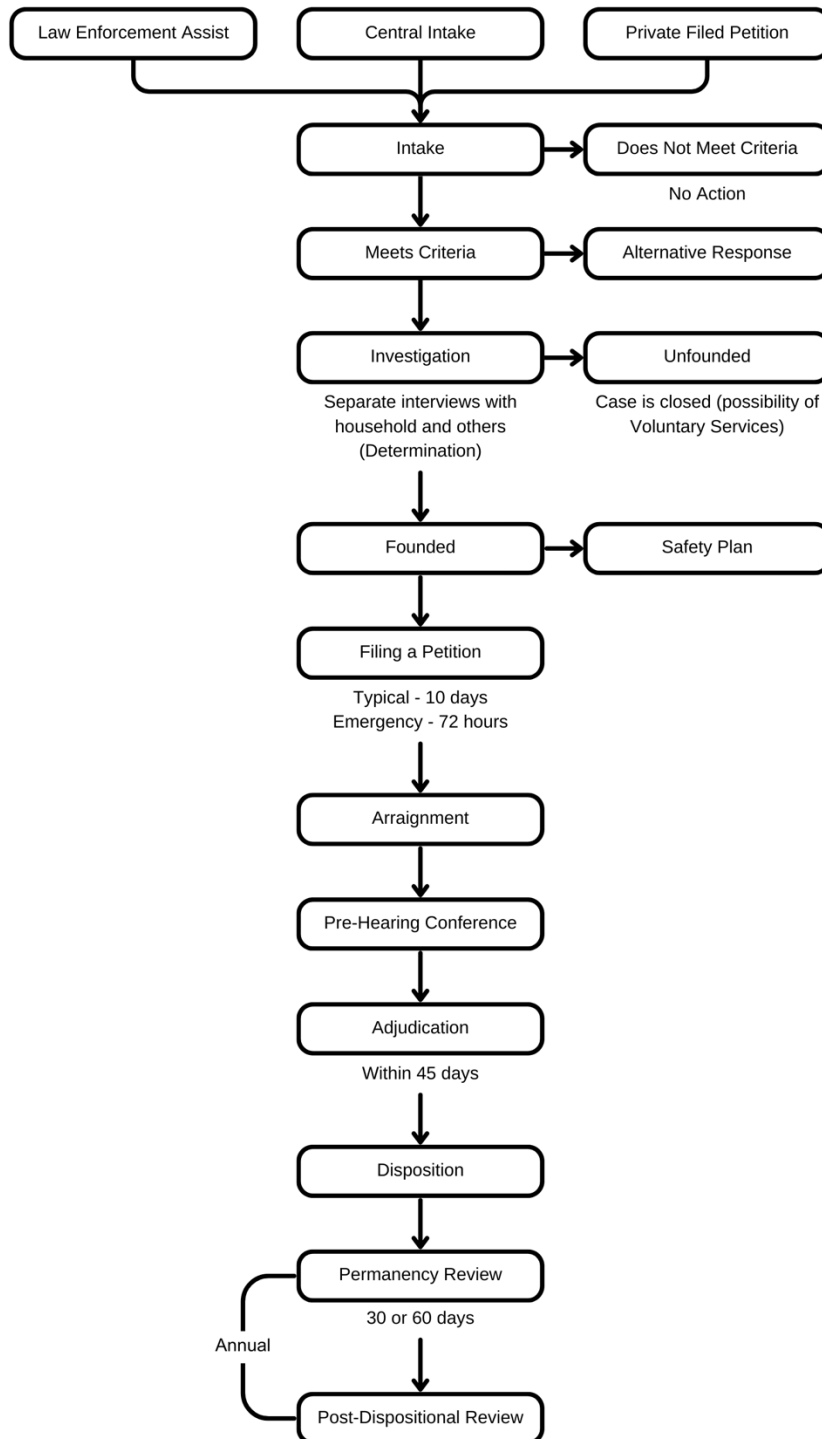 Law Enforcement Assist
Central Intake
Private Filed Petition
Intake
Does Not Meet Criteria
No Action
Meets Criteria
Alternative Response
Investigation
Unfounded
Separate interviews with
household and others
(Determination)
Case is closed (possibility of
Voluntary Services)
Founded
Safety Plan
Filing a Petition
Typical - 10 days
Emergency - 72 hours
Arraignment
Pre-Hearing Conference
Adjudication
Within 45 days
Disposition
Permanency Review
30 or 60 days
Annual
Post-Dispositional Review